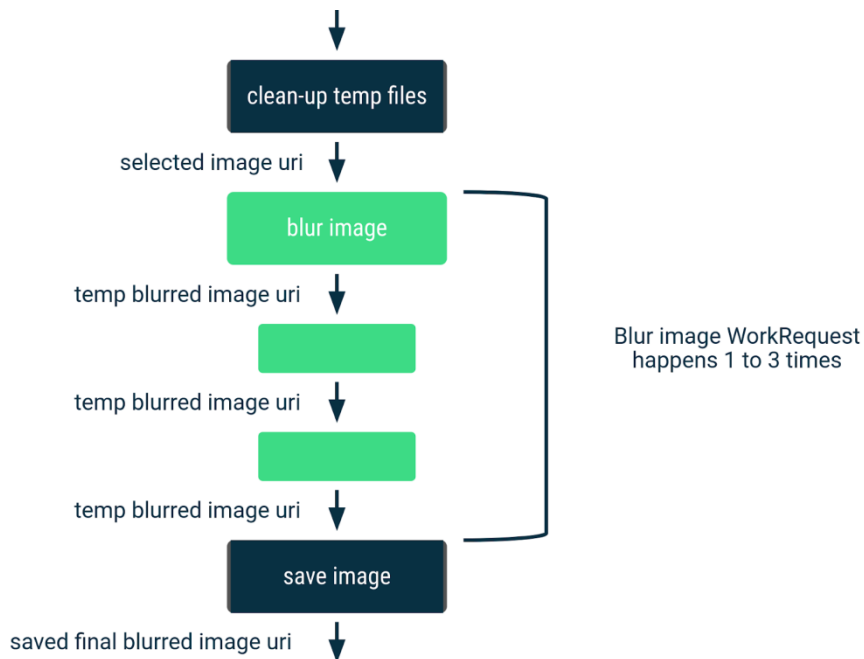 clean-up temp files
selected image uri
blur image
temp blurred image uri
Blur image WorkRequest
happens 1 to 3 times
temp blurred image uri
temp blurred image uri
save image
saved final blurred image uri